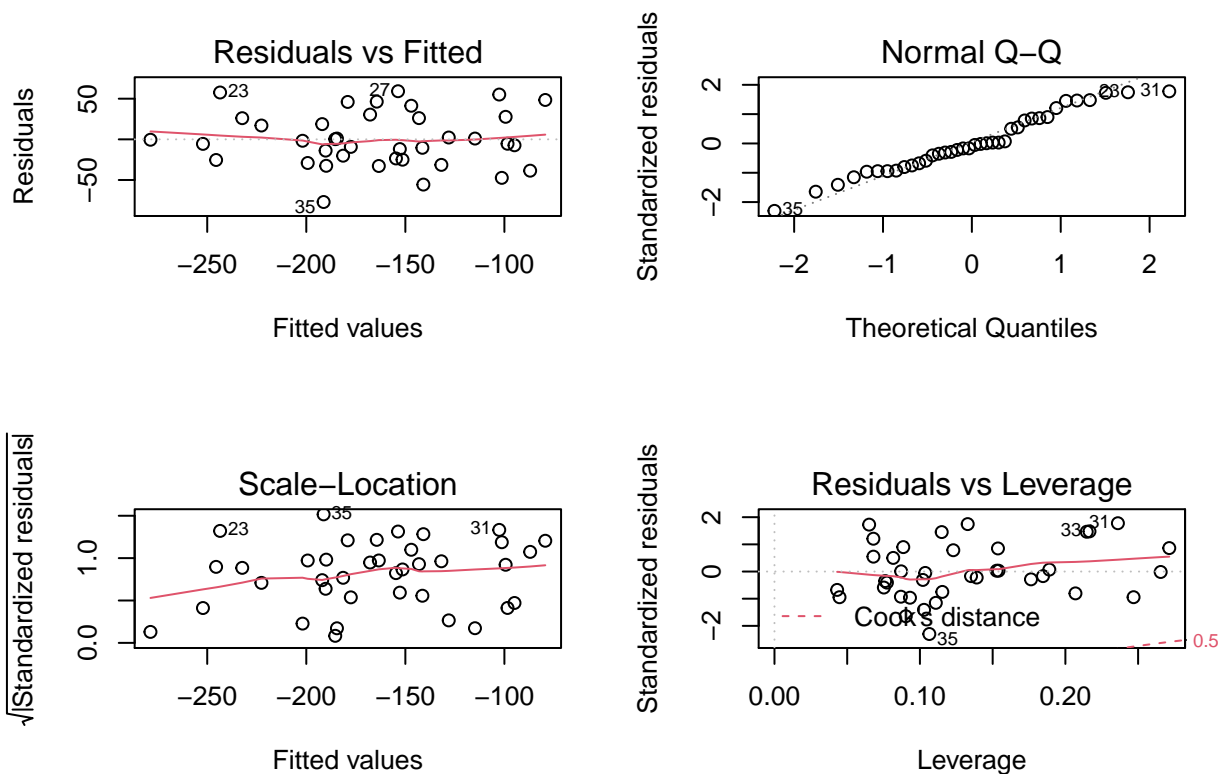 Residuals vs Fitted
Residuals
50
−50
23
27
35
−250 −200 −150 −100
Fitted values
Normal Q−Q
Standardized residuals
2
0
−2
23
31
35
−2 −1 0 1 2
Theoretical Quantiles
Scale−Location
√|Standardized residuals|
1.0
0.0
23
35
31
−250 −200 −150 −100
Fitted values
Residuals vs Leverage
Standardized residuals
2
0
−2
33
31
Cook's distance
35
0.5
0.00 0.10 0.20
Leverage